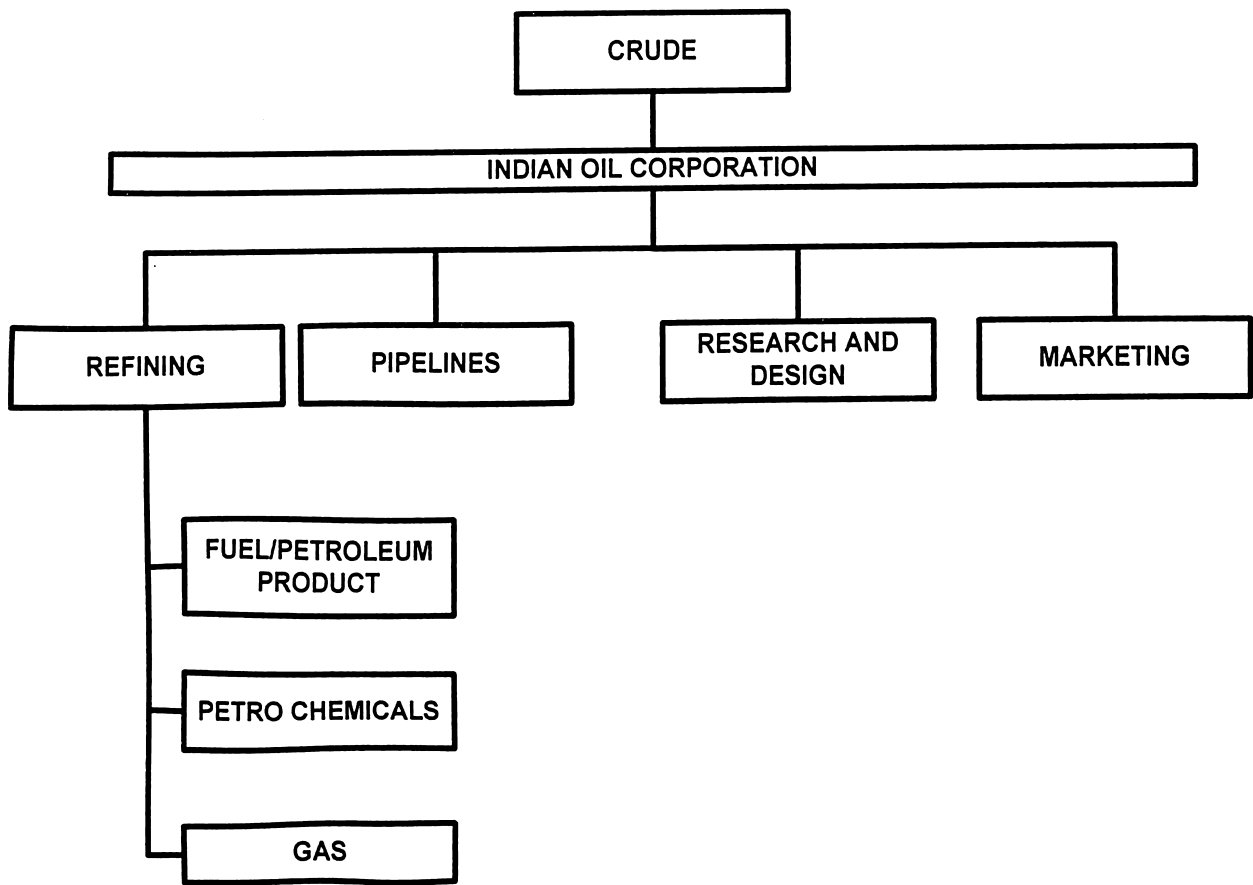 CRUDE
INDIAN OIL CORPORATION
REFINING
PIPELINES
RESEARCH AND
DESIGN
MARKETING
FUEL/PETROLEUM
PRODUCT
PETRO CHEMICALS
GAS